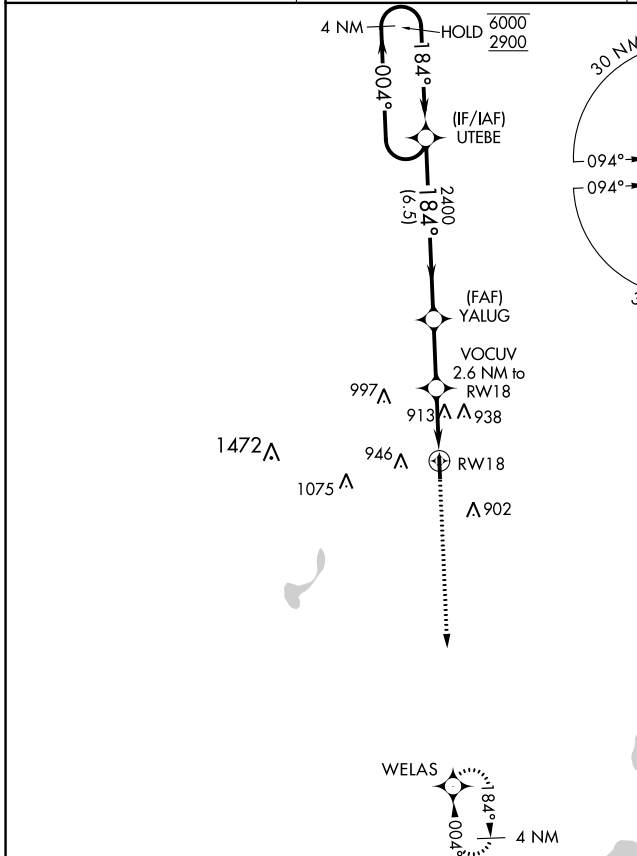 4 NM
HOLD
6000
2900
30 NM
184°
004°
(IF/IAF)
UTEBE
094°
094°
2400
184°
(6.5)
(FAF)
YALUG
VOCUV
2.6 NM to
RW18
997
913
938
1472
946
RW18
1075
902
WELAS
184°
004°
4 NM